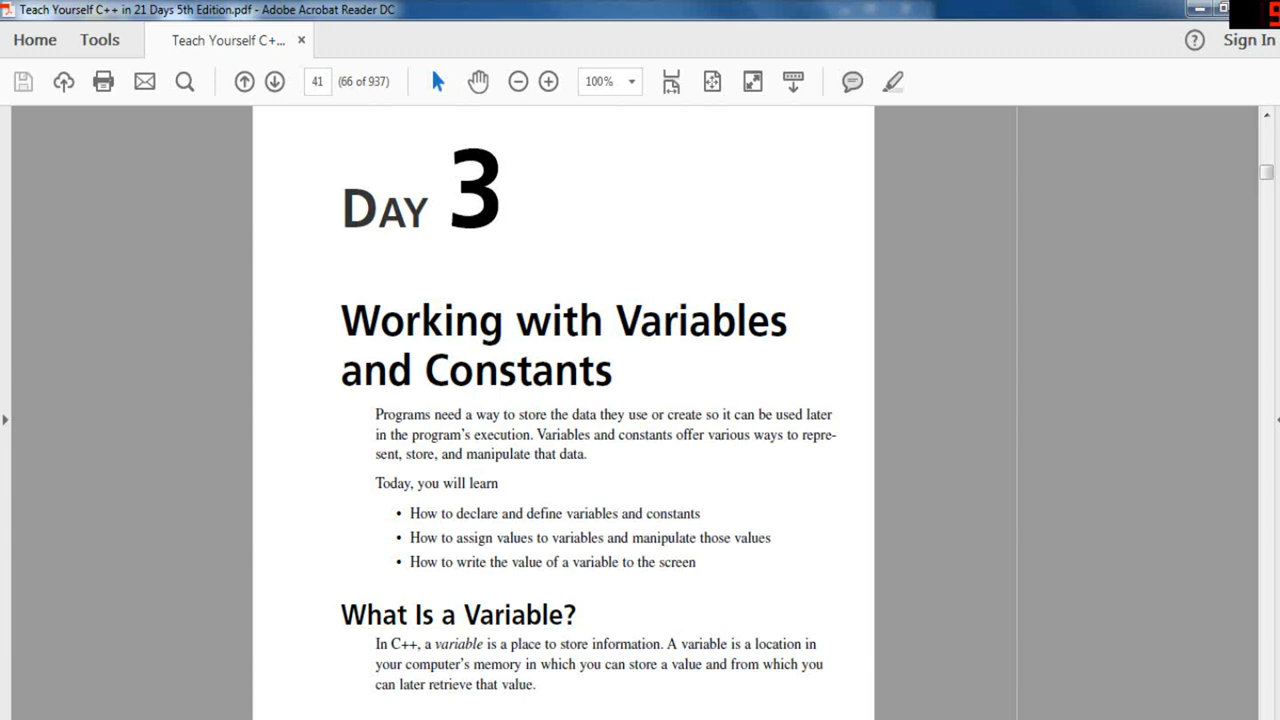 Teach Yourself C++ in 21 Days 5th Edition.pdf - Adobe Acrobat Reader DC
Home Tools Teach Yourself C+... × Sign In
41 (66 of 937) 100%
DAY 3
Working with Variables
and Constants
Programs need a way to store the data they use or create so it can be used later
in the program’s execution. Variables and constants offer various ways to repre-
sent, store, and manipulate that data.
Today, you will learn
• How to declare and define variables and constants
• How to assign values to variables and manipulate those values
• How to write the value of a variable to the screen
What Is a Variable?
In C++, a variable is a place to store information. A variable is a location in
your computer’s memory in which you can store a value and from which you
can later retrieve that value.